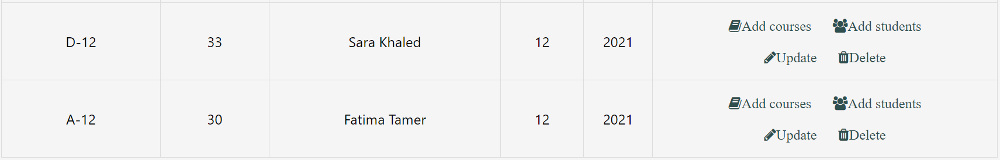 D-12 33 Sara Khaled 12 2021 Add courses Add students
Update Delete
A-12 30 Fatima Tamer 12 2021 Add courses Add students
Update Delete